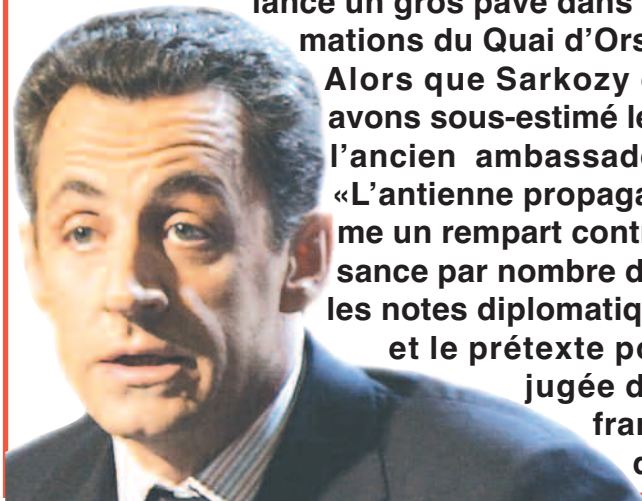 lance un gros pavé dans
mations du Quai d'Ors
Alors que Sarkozy
avons sous-estimé le
l'ancien ambassade
«L'antienne propaga
me un rempart cont
sance par nombre d
les notes diplomatiq
et le prétexte po
jugée d
fran